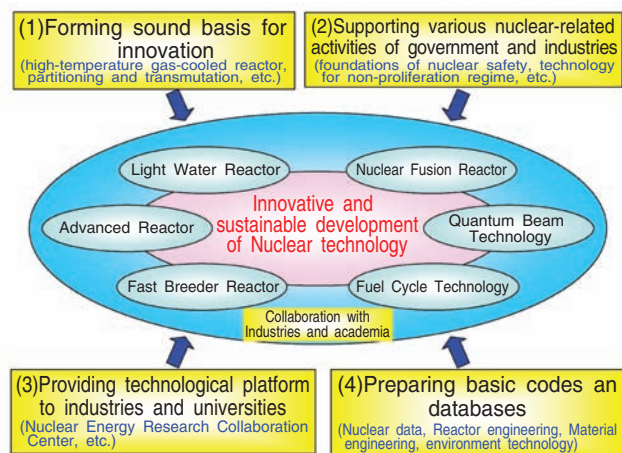 (1)Forming sound basis for
innovation
(high-temperature gas-cooled reactor,
partitioning and transmutation, etc.)
(2)Supporting various nuclear-related
activities of government and industries
(foundations of nuclear safety, technology
for non-proliferation regime, etc.)
Light Water Reactor
Nuclear Fusion Reactor
Advanced Reactor
Innovative and
sustainable development
of Nuclear technology
Quantum Beam
Technology
Fast Breeder Reactor
Fuel Cycle Technology
Collaboration with
Industries and academia
(3)Providing technological platform
to industries and universities
(Nuclear Energy Research Collaboration
Center, etc.)
(4)Preparing basic codes an
databases
(Nuclear data, Reactor engineering, Material
engineering, environment technology)